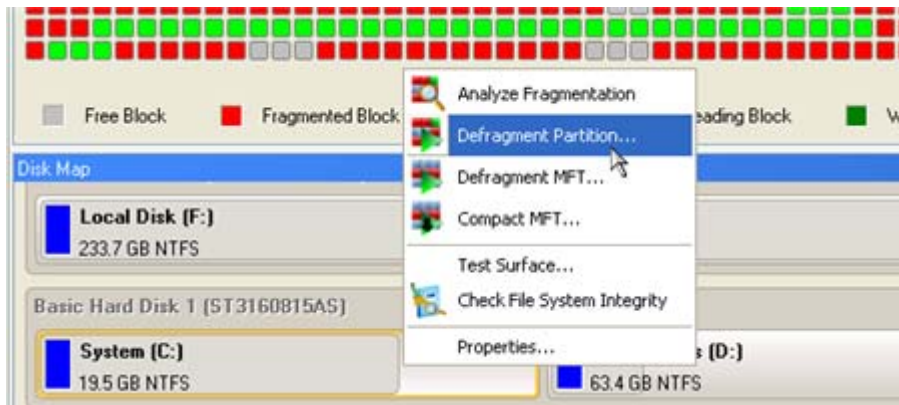 Analyze Fragmentation
Free Block
Fragmented Block
eading Block
W
Defragment Partition...
Disk Map
Defragment MFT...
Local Disk (F:)
233.7 GB NTFS
Compact MFT...
Test Surface...
Basic Hard Disk 1 (ST3160815AS)
Check File System Integrity
System (C:)
19.5 GB NTFS
Properties...
s (D:)
63.4 GB NTFS